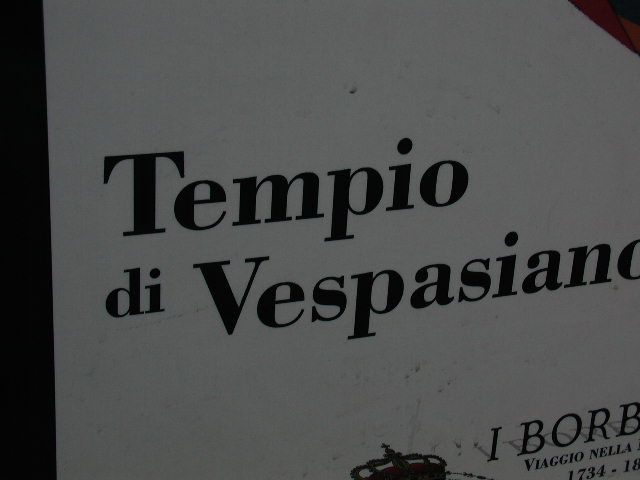 Tempio
di Vespasiano
I BORB
VIAGGIO NELLA
1734 - 18